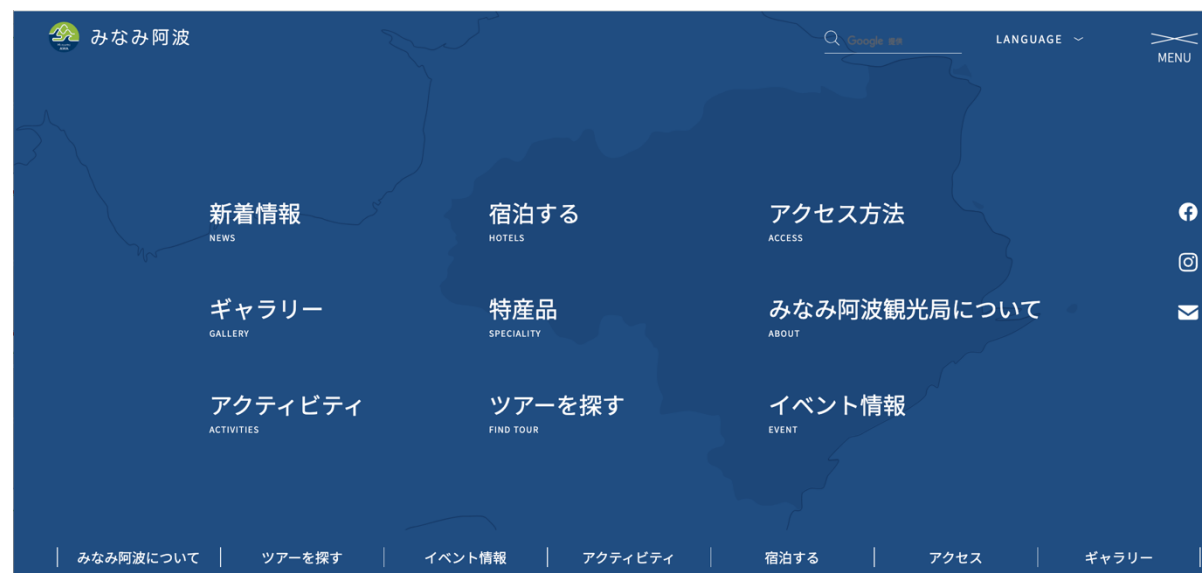 みなみ阿波
Google 提供
LANGUAGE
MENU
新着情報
NEWS
宿泊する
HOTELS
アクセス方法
ACCESS
ギャラリー
GALLERY
特産品
SPECIALITY
みなみ阿波観光局について
ABOUT
アクティビティ
ACTIVITIES
ツアーを探す
FIND TOUR
イベント情報
EVENT
みなみ阿波について
ツアーを探す
イベント情報
アクティビティ
宿泊する
アクセス
ギャラリー